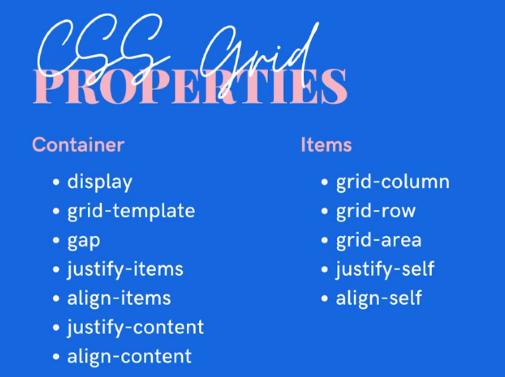 CSS Grid
PROPERTIES
Container
• display
• grid-template
• gap
• justify-items
• align-items
• justify-content
• align-content
Items
• grid-column
• grid-row
• grid-area
• justify-self
• align-self